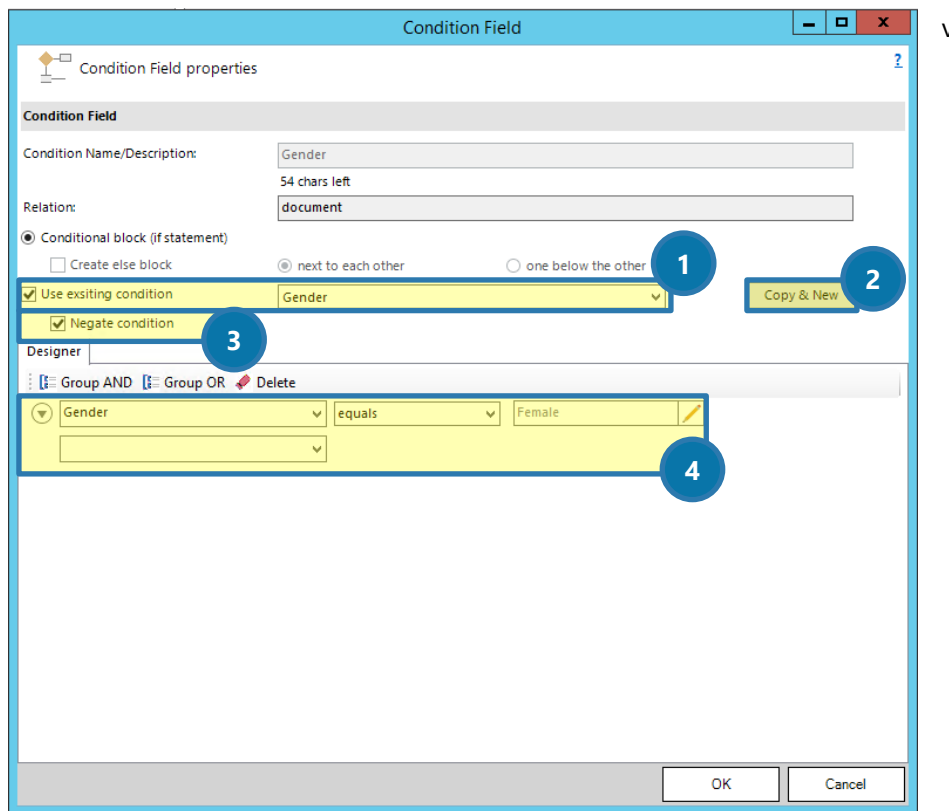 Condition Field
x
v
Condition Field properties
?
Condition Field
Condition Name/Description:
Gender
54 chars left
Relation:
document
Conditional block (if statement)
Create else block
next to each other
one below the other
1
2
Use exsiting condition
Gender
Copy & New
Negate condition
3
Designer
Group AND
Group OR
Delete
Gender
equals
Female
4
OK
Cancel